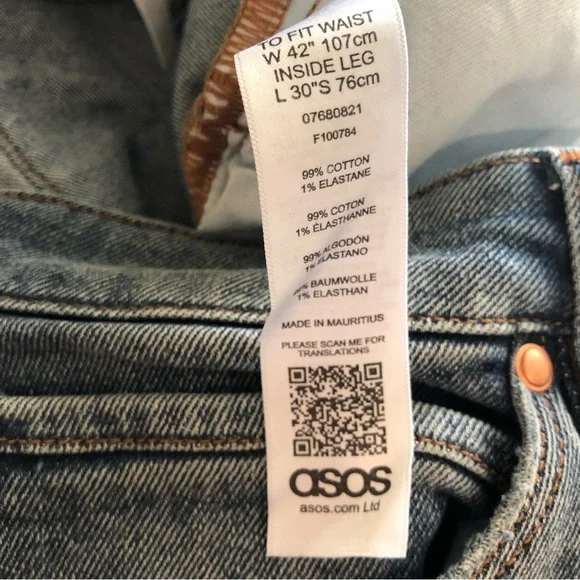 TO FIT WAIST
W 42" 107cm
INSIDE LEG
L 30"S 76cm
07680821
F100784
99% COTTON
1% ELASTANE
99% COTON
1% ÉLASTHANNE
99% ALGODÓN
1% ELASTANO
BAUMWOLLE
1% ELASTHAN
MADE IN MAURITIUS
PLEASE SCAN ME FOR
TRANSLATIONS
asos
asos.com Ltd